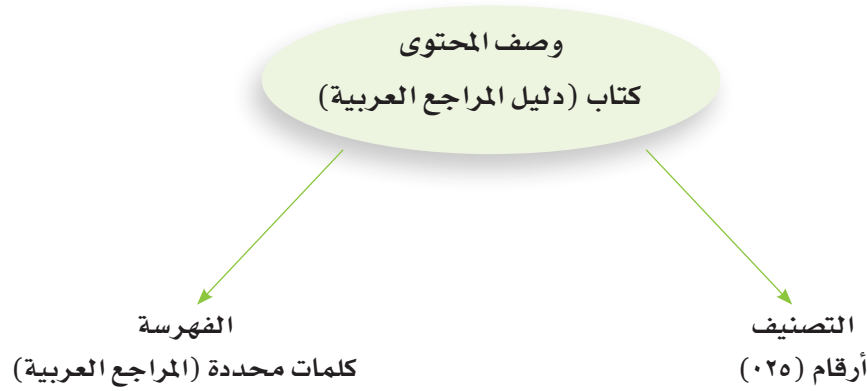 وصف المحتوى
كتاب (دليل المراجع العربية)
التصنيف
أرقام (٠٢٥)
الفهرسة
كلمات محددة (المراجع العربية)